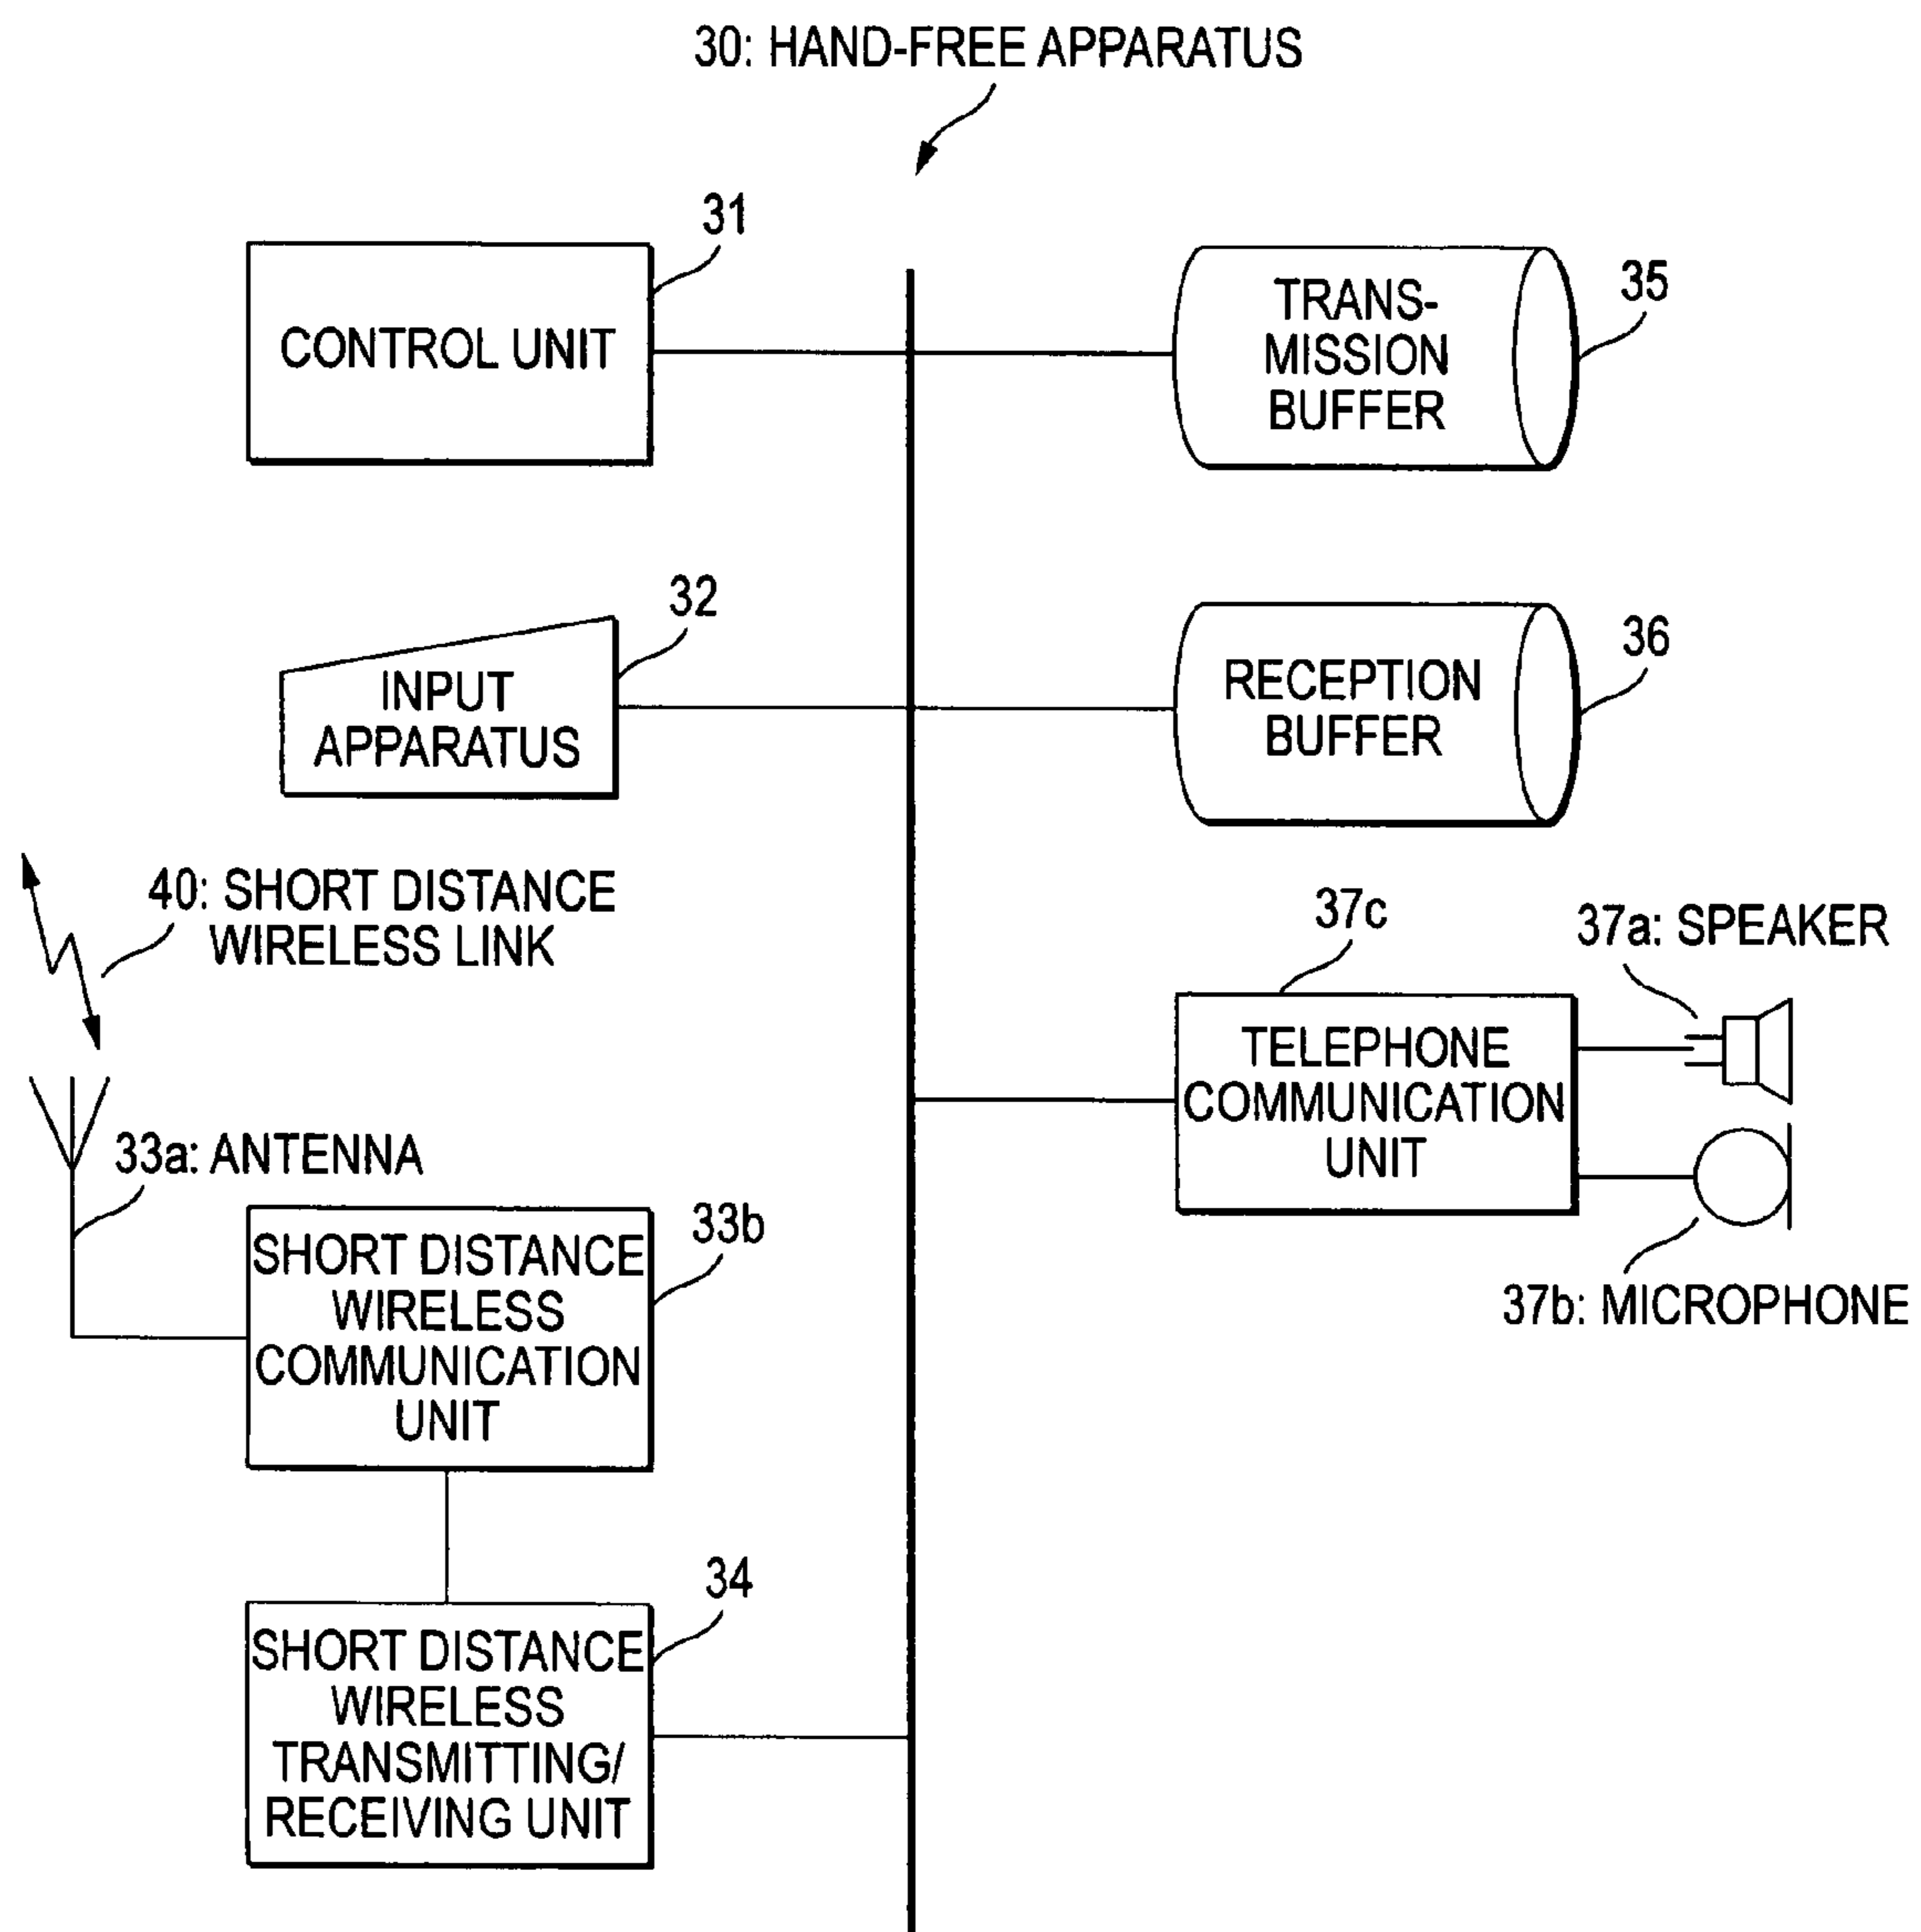 30: HAND-FREE APPARATUS
31
CONTROL UNIT
35
TRANS-
MISSION
BUFFER
32
INPUT
APPARATUS
36
RECEPTION
BUFFER
40: SHORT DISTANCE
WIRELESS LINK
37c
37a: SPEAKER
TELEPHONE
COMMUNICATION
UNIT
33a: ANTENNA
33b
SHORT DISTANCE
WIRELESS
COMMUNICATION
UNIT
37b: MICROPHONE
34
SHORT DISTANCE
WIRELESS
TRANSMITTING/
RECEIVING UNIT